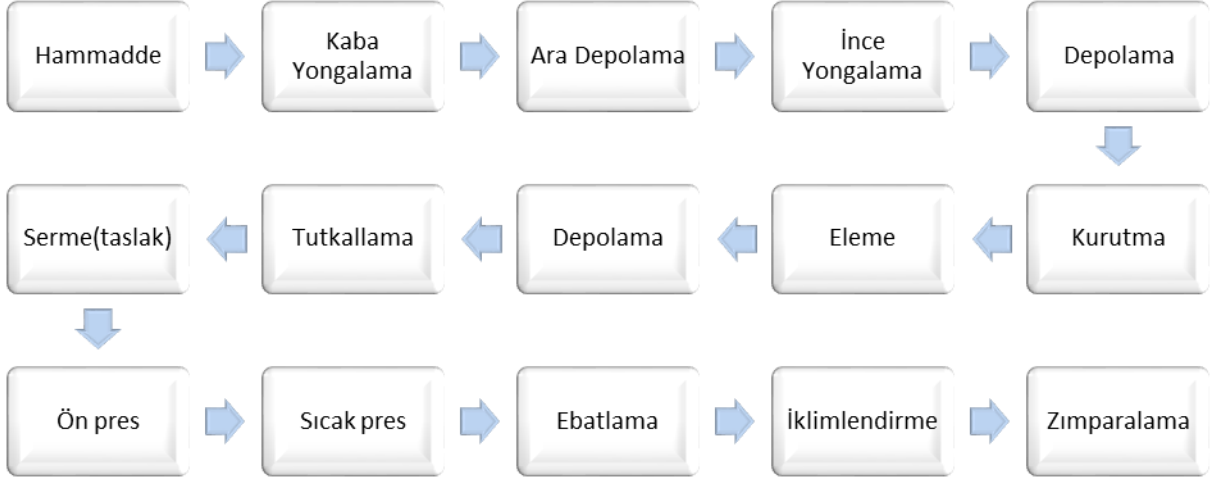 Hammadde
Kaba
Yongalama
Ara Depolama
İnce
Yongalama
Depolama
Kurutma
Eleme
Depolama
Tutkallama
Serme(taslak)
Ön pres
Sıcak pres
Ebatlama
İklimlendirme
Zımparalama